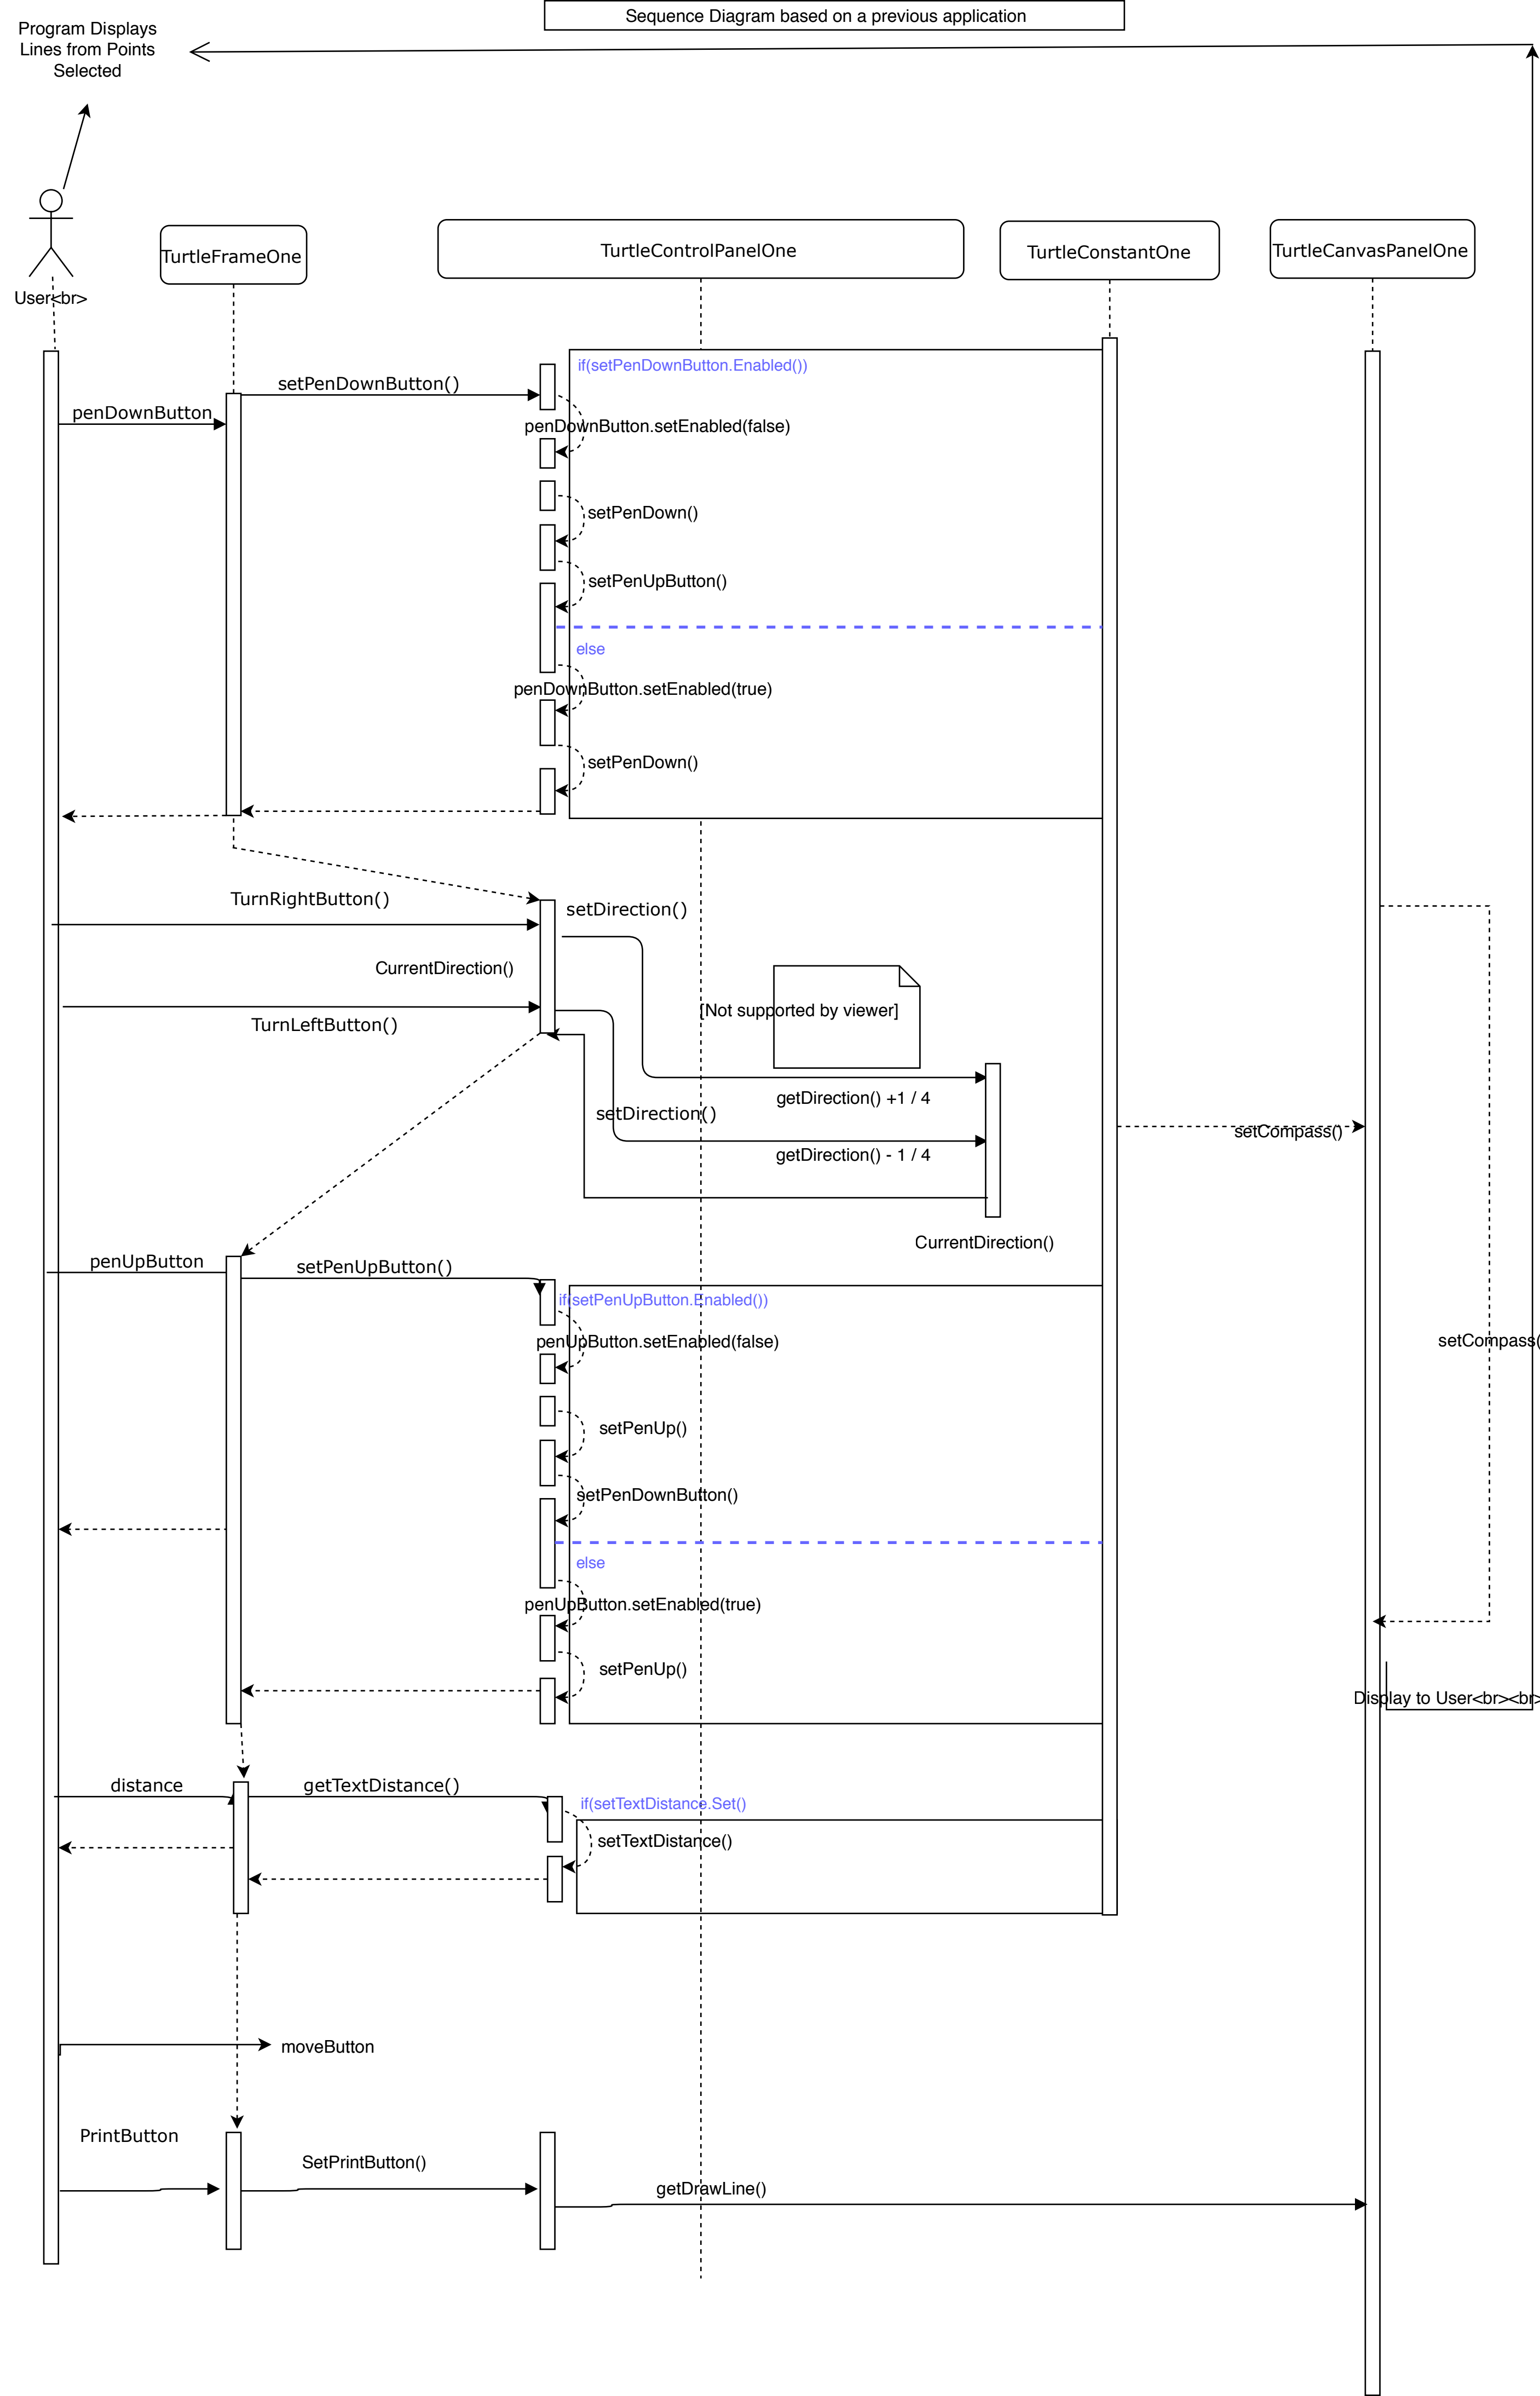 Sequence Diagram based on a previous application
Program Displays
Lines from Points
Selected
User<br>
TurtleFrameOne
TurtleControlPanelOne
TurtleConstantOne
TurtleCanvasPanelOne
if(setPenDownButton.Enabled())
setPenDownButton()
penDownButton
penDownButton.setEnabled(false)
setPenDown()
setPenUpButton()
else
penDownButton.setEnabled(true)
setPenDown()
TurnRightButton()
setDirection()
CurrentDirection()
[Not supported by viewer]
TurnLeftButton()
getDirection() +1 / 4
setDirection()
setCompass()
getDirection() - 1 / 4
CurrentDirection()
penUpButton
setPenUpButton()
if(setPenUpButton.Enabled())
penUpButton.setEnabled(false)
setCompass(
setPenUp()
setPenDownButton()
else
penUpButton.setEnabled(true)
setPenUp()
Display to User<br><br>
distance
getTextDistance()
if(setTextDistance.Set()
setTextDistance()
moveButton
PrintButton
SetPrintButton()
getDrawLine()